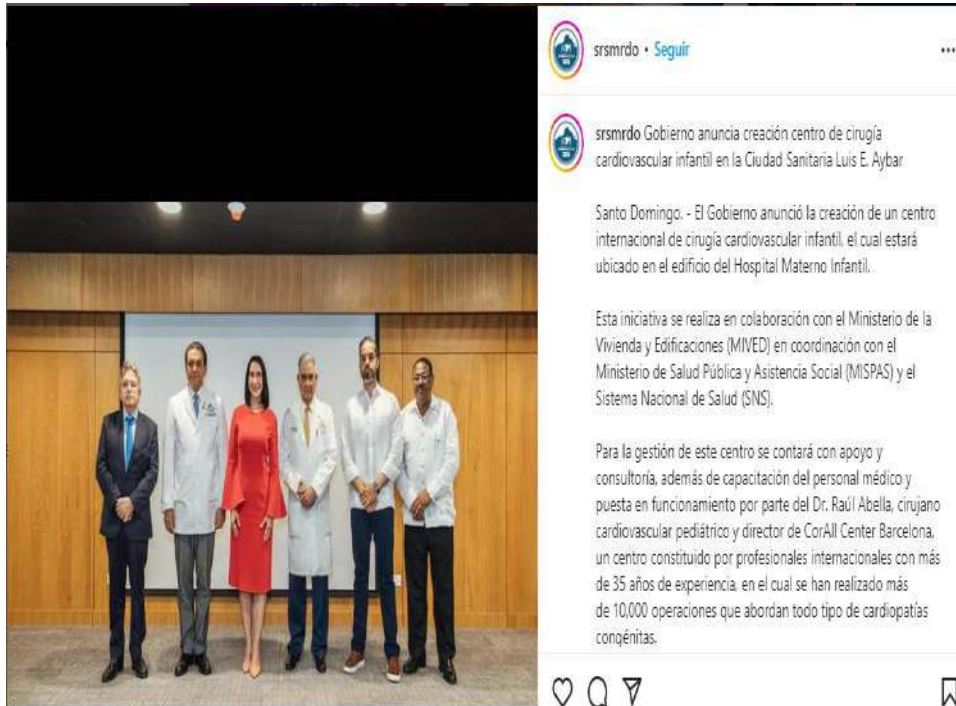 srsmrdo • Seguir
srsmrdo Gobierno anuncia creación centro de cirugía
cardiovascular infantil en la Ciudad Sanitaria Luis E. Aybar
Santo Domingo. - El Gobierno anunció la creación de un centro
internacional de cirugía cardiovascular infantil, el cual estará
ubicado en el edificio del Hospital Materno Infantil.
Esta iniciativa se realiza en colaboración con el Ministerio de la
Vivienda y Edificaciones (MIVED) en coordinación con el
Ministerio de Salud Pública y Asistencia Social (MISPAS) y el
Sistema Nacional de Salud (SNS).
Para la gestión de este centro se contará con apoyo y
consultoría, además de capacitación del personal médico y
puesta en funcionamiento por parte del Dr. Raúl Abella, cirujano
cardiovascular pediátrico y director de CorAll Center Barcelona,
un centro constituido por profesionales internacionales con más
de 35 años de experiencia, en el cual se han realizado más
de 10,000 operaciones que abordan todo tipo de cardiopatías
congénitas.